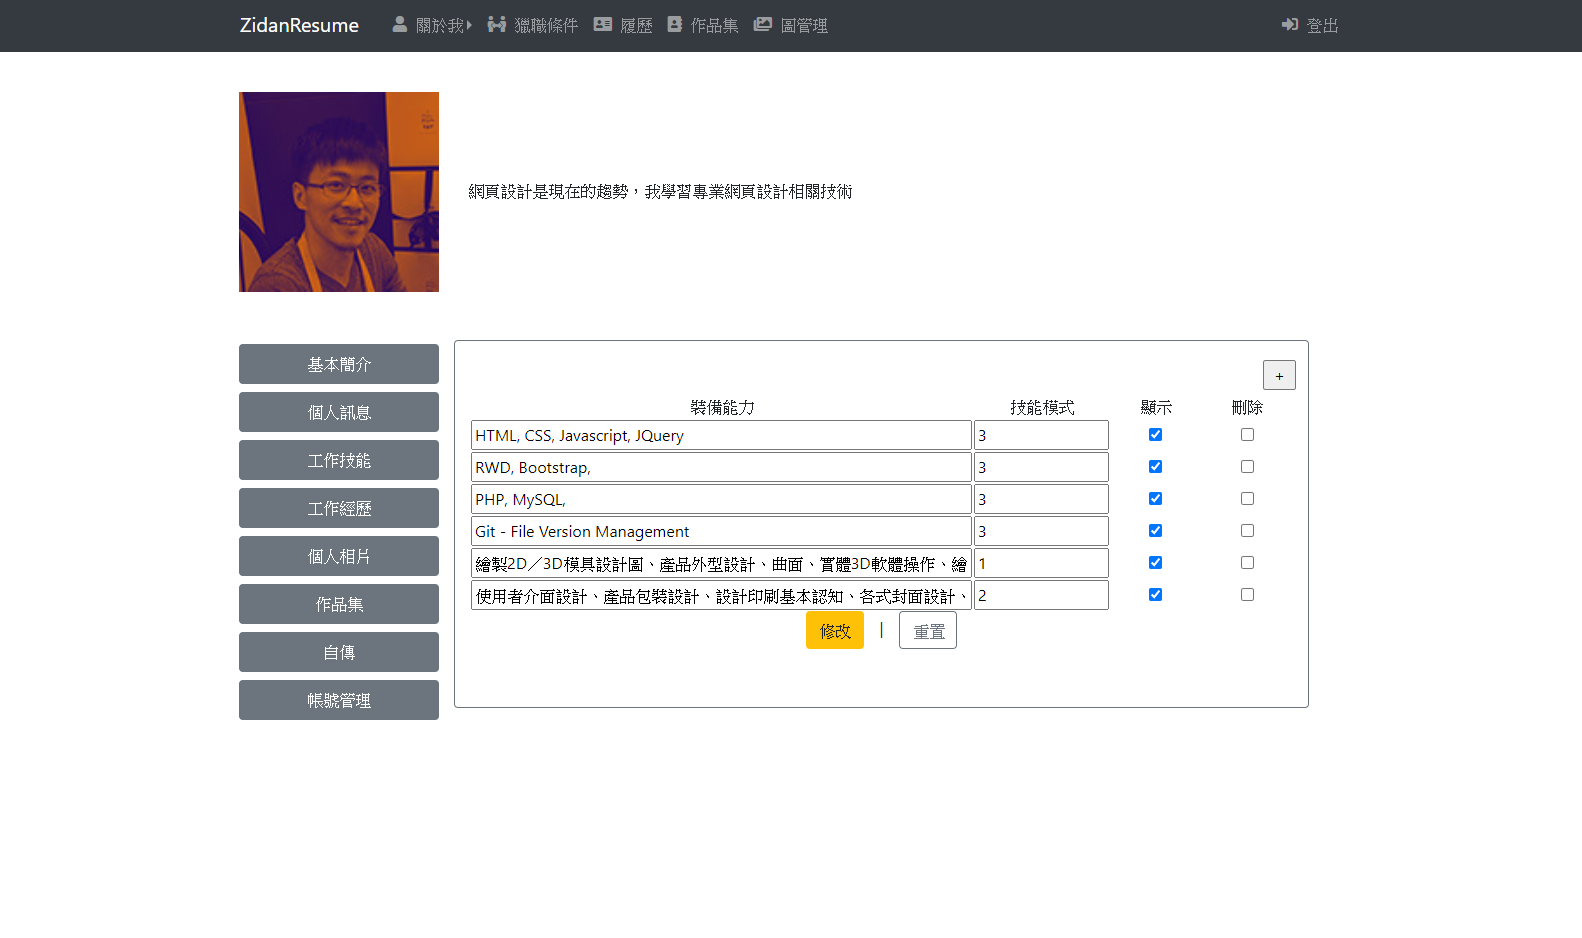 ZidanResume 關於我 獵職條件 履歷 作品集 圖管理 登出
網頁設計是現在的趨勢，我學習專業網頁設計相關技術
基本簡介
個人訊息
工作技能
工作經歷
個人相片
作品集
自傳
帳號管理
+
裝備能力 技能模式 顯示 刪除
HTML, CSS, Javascript, JQuery 3
RWD, Bootstrap, 3
PHP, MySQL, 3
Git - File Version Management 3
繪製2D／3D模具設計圖、產品外型設計、曲面、實體3D軟體操作、繪 1
使用者介面設計、產品包裝設計、設計印刷基本認知、各式封面設計、 2
修改 | 重置